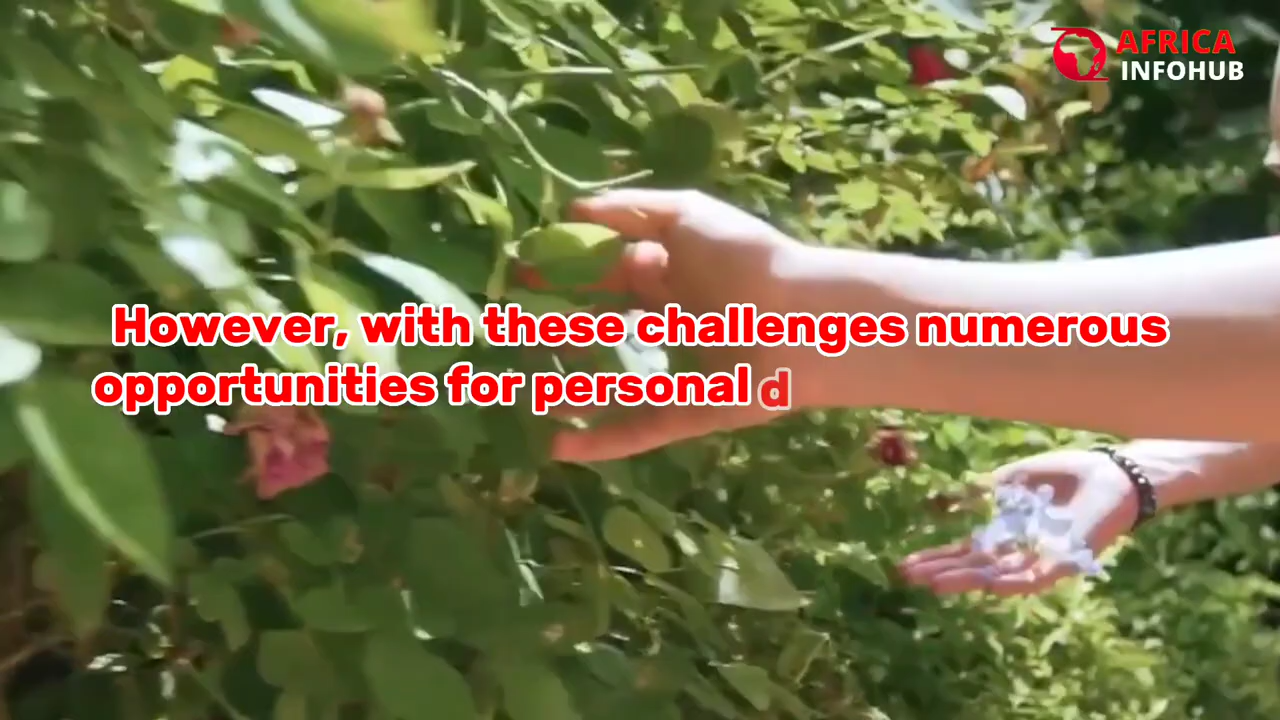 AFRICA
INFOHUB
However, with these challenges numerous
opportunities for personal d